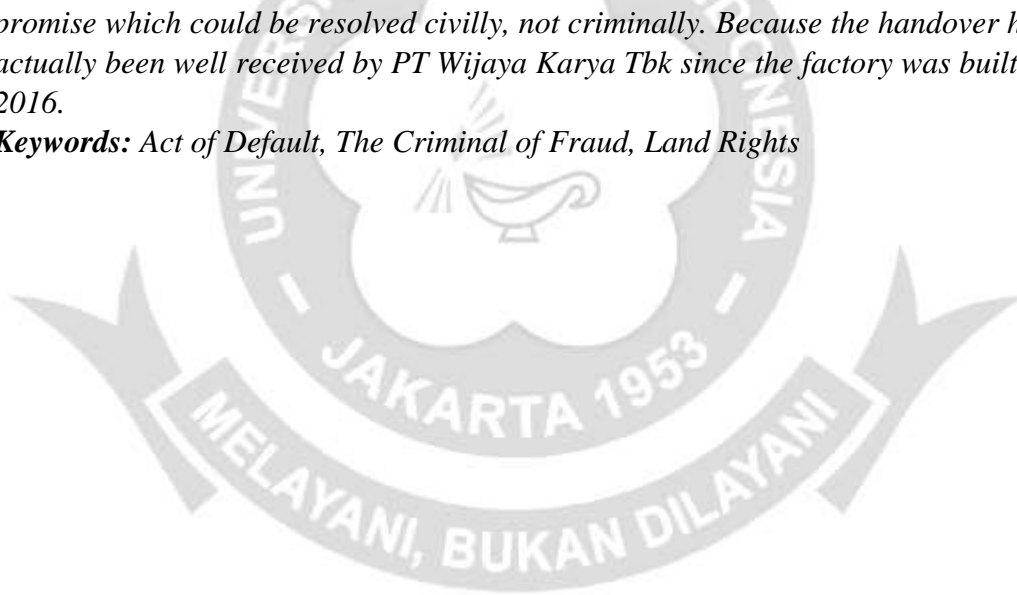 promise which could be resolved civilly, not criminally. Because the handover
actually been well received by PT Wijaya Karya Tbk since the factory was built
2016.
Keywords: Act of Default, The Criminal of Fraud, Land Rights
- JAKARTA 1953 -
MELAYANI, BUKAN DILAYANI